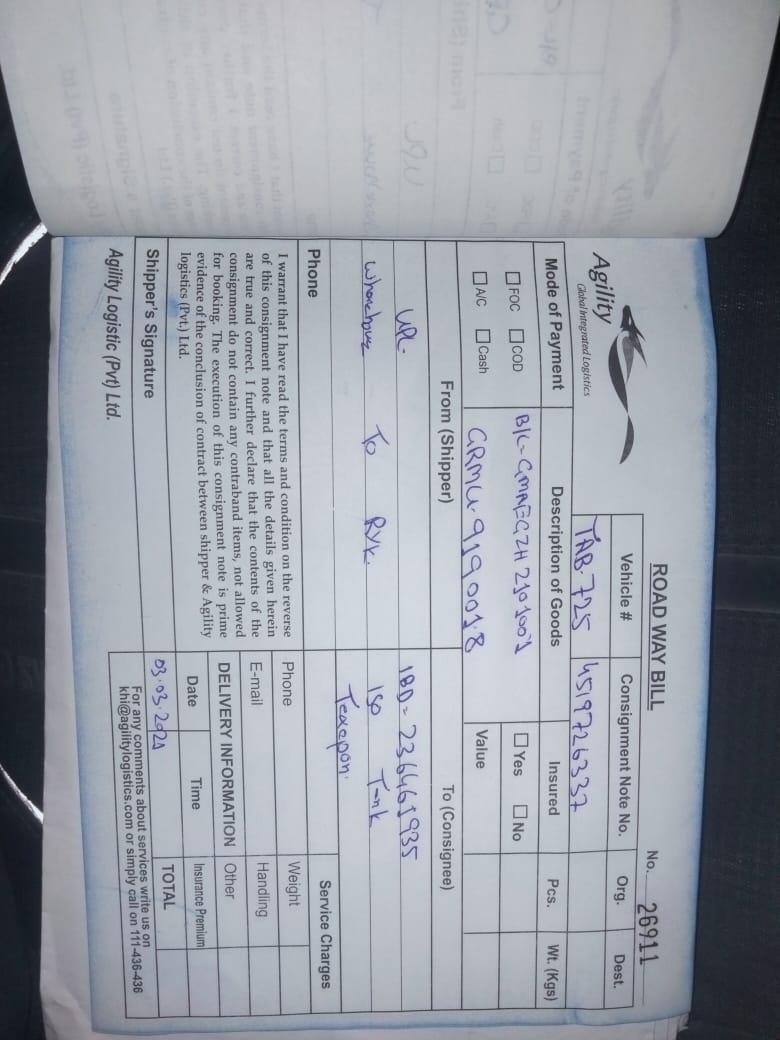 ROAD WAY BILL
No. 26911
Agility
Global Integrated Logistics
Vehicle # Consignment Note No. Org. Dest.
TAB-725 4519726337
Mode of Payment Description of Goods Insured Pcs. Wt. (Kgs)
FOC COD
B/L- GMAEGZH 2101001
Yes No
A/C Cash
GRMU-9190018
Value
From (Shipper) To (Consignee)
UPL- IBD- 236461935
To RYK. ISO Tank
Texapon.
Phone
Service Charges
I warrant that I have read the terms and condition on the reverse
of this consignment note and that all the details given herein
are true and correct. I further declare that the contents of the
consignment do not contain any contraband items, not allowed
for booking. The execution of this consignment note is prime
evidence of the conclusion of contract between shipper & Agility
logistics (Pvt.) Ltd.
Phone Weight
E-mail Handling
DELIVERY INFORMATION Other
Date Time Insurance Premium
03.03.2021 TOTAL
Shipper's Signature
For any comments about services write us on
khi@agilitylogistics.com or simply call on 111-436-436
Agility Logistic (Pvt) Ltd.